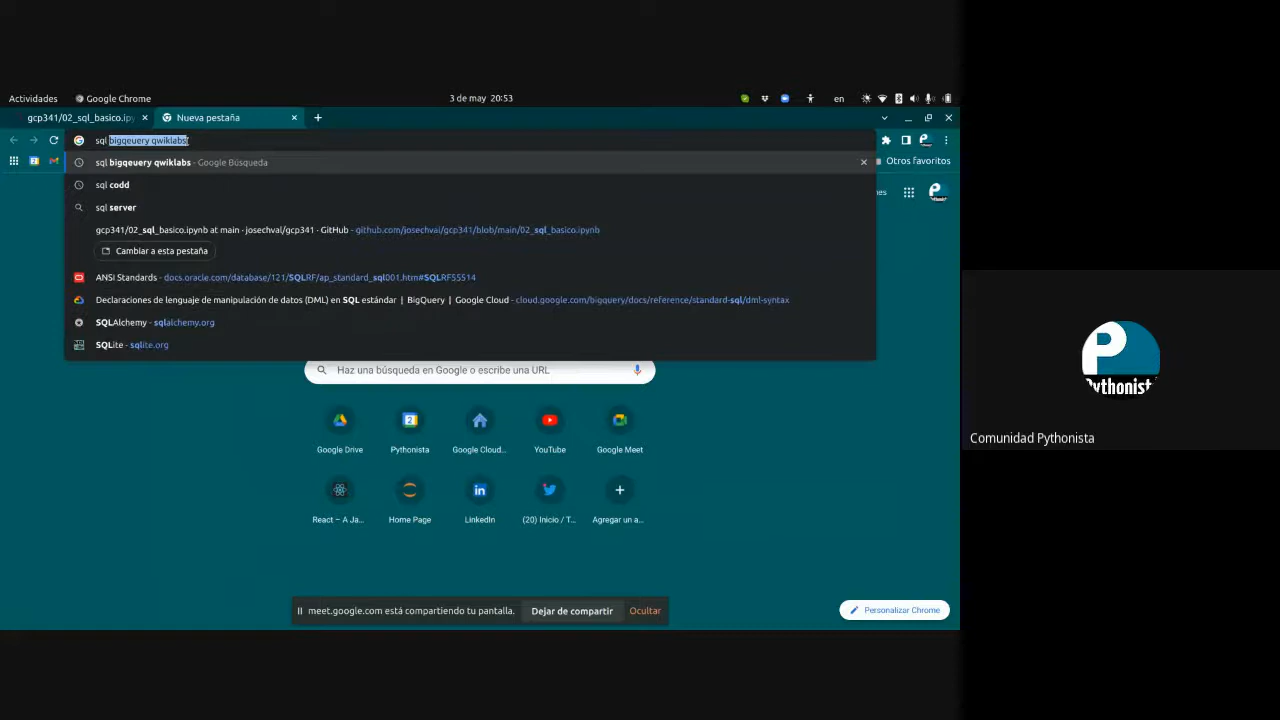 Actividades
Google Chrome
3 de may 20:53
en
gcp341/02_sql_basico.ipy
Nueva pestaña
sql bigqeuery qwiklabs
Otros favoritos
sql bigqeuery qwiklabs - Google Búsqueda
sql codd
sql server
gcp341/02_sql_basico.ipynb at main · josechval/gcp341 · GitHub - github.com/josechval/gcp341/blob/main/02_sql_basico.ipynb
Cambiar a esta pestaña
ANSI Standards - docs.oracle.com/database/121/SQLRF/ap_standard_sql001.htm#SQLRF55514
Declaraciones de lenguaje de manipulación de datos (DML) en SQL estándar | BigQuery | Google Cloud - cloud.google.com/bigquery/docs/reference/standard-sql/dml-syntax
SQLAlchemy - sqlalchemy.org
SQLite - sqlite.org
Haz una búsqueda en Google o escribe una URL
Google Drive
Pythonista
Google Cloud...
YouTube
Google Meet
React – A Ja...
Home Page
LinkedIn
(20) Inicio / T...
Agregar un a...
meet.google.com está compartiendo tu pantalla.
Dejar de compartir
Ocultar
Personalizar Chrome
Pythonist
Comunidad Pythonista